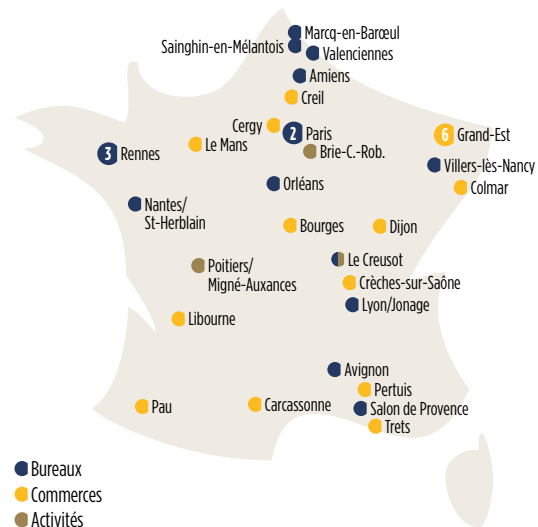 Marcq-en-Barœul
Sainghin-en-Mélantois
Valenciennes
Amiens
Creil
Cergy
2 Paris
6 Grand-Est
3 Rennes
Le Mans
Brie-C.-Rob.
Villers-lès-Nancy
Colmar
Orléans
Nantes/
St-Herblain
Bourges
Dijon
Le Creusot
Poitiers/
Migné-Auxances
Crèches-sur-Saône
Lyon/Jonage
Libourne
Avignon
Pertuis
Pau
Carcassonne
Salon de Provence
Trets
Bureaux
Commerces
Activités